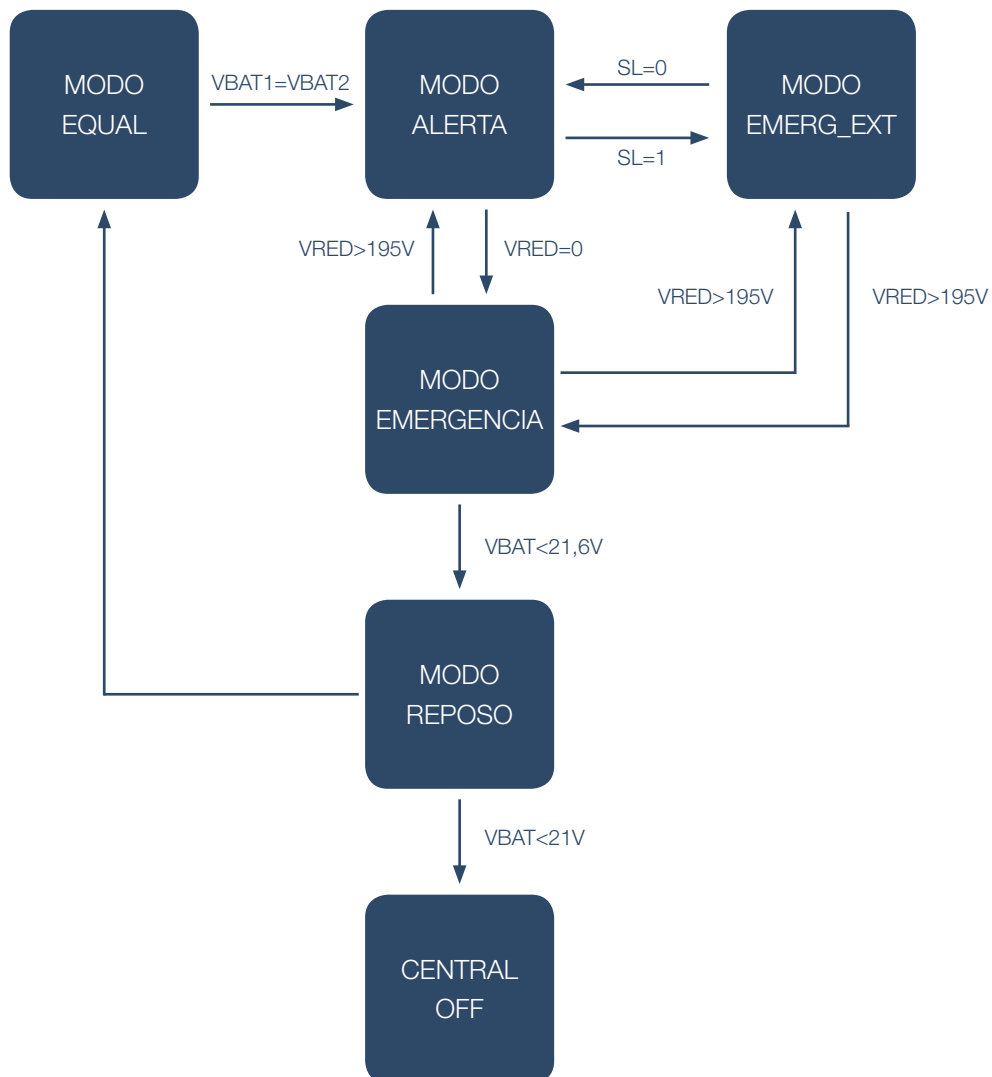 MODO
EQUAL
VBAT1=VBAT2
MODO
ALERTA
SL=0
SL=1
MODO
EMERG_EXT
VRED>195V
VRED=0
VRED>195V
VRED>195V
MODO
EMERGENCIA
VBAT<21,6V
MODO
REPOSO
VBAT<21V
CENTRAL
OFF